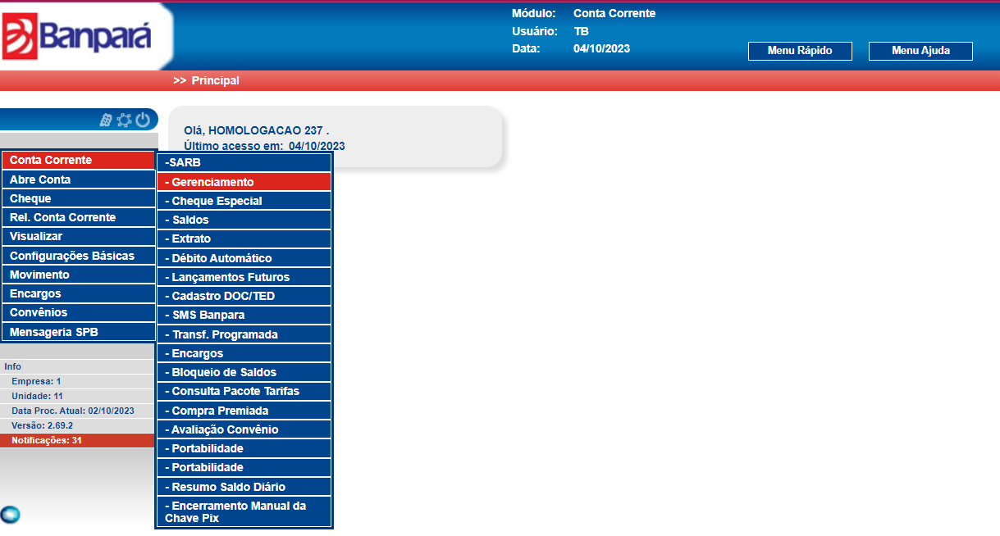 Banpará
Módulo: Conta Corrente
Usuário: TB
Data: 04/10/2023
Menu Rápido
Menu Ajuda
>> Principal
Olá, HOMOLOGACAO 237 .
Último acesso em: 04/10/2023
Conta Corrente
Abre Conta
Cheque
Rel. Conta Corrente
Visualizar
Configurações Básicas
Movimento
Encargos
Convênios
Mensageria SPB
-SARB
- Gerenciamento
- Cheque Especial
- Saldos
- Extrato
- Débito Automático
- Lançamentos Futuros
- Cadastro DOC/TED
- SMS Banpara
- Transf. Programada
- Encargos
- Bloqueio de Saldos
- Consulta Pacote Tarifas
- Compra Premiada
- Avaliação Convênio
- Portabilidade
- Portabilidade
- Resumo Saldo Diário
- Encerramento Manual da
Chave Pix
Info
Empresa: 1
Unidade: 11
Data Proc. Atual: 02/10/2023
Versão: 2.69.2
Notificações: 31